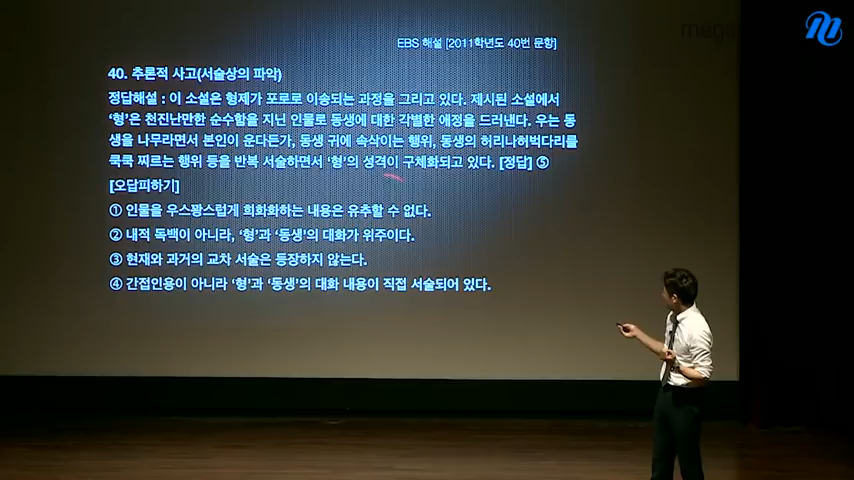 mega
EBS 해설 [2011학년도 40번 문항]
40. 추론적 사고(서술상의 파악)
정답해설 : 이 소설은 형제가 포로로 이송되는 과정을 그리고 있다. 제시된 소설에서
‘형’은 천진난만한 순수함을 지닌 인물로 동생에 대한 각별한 애정을 드러낸다. 우는 동
생을 나무라면서 본인이 운다든가, 동생 귀에 속삭이는 행위, 동생의 허리나허벅다리를
쿡쿡 찌르는 행위 등을 반복 서술하면서 ‘형’의 성격이 구체화되고 있다. [정답] ⑤
[오답피하기]
① 인물을 우스꽝스럽게 희화화하는 내용은 유추할 수 없다.
② 내적 독백이 아니라, ‘형’과 ‘동생’의 대화가 위주이다.
③ 현재와 과거의 교차 서술은 등장하지 않는다.
④ 간접인용이 아니라 ‘형’과 ‘동생’의 대화 내용이 직접 서술되어 있다.